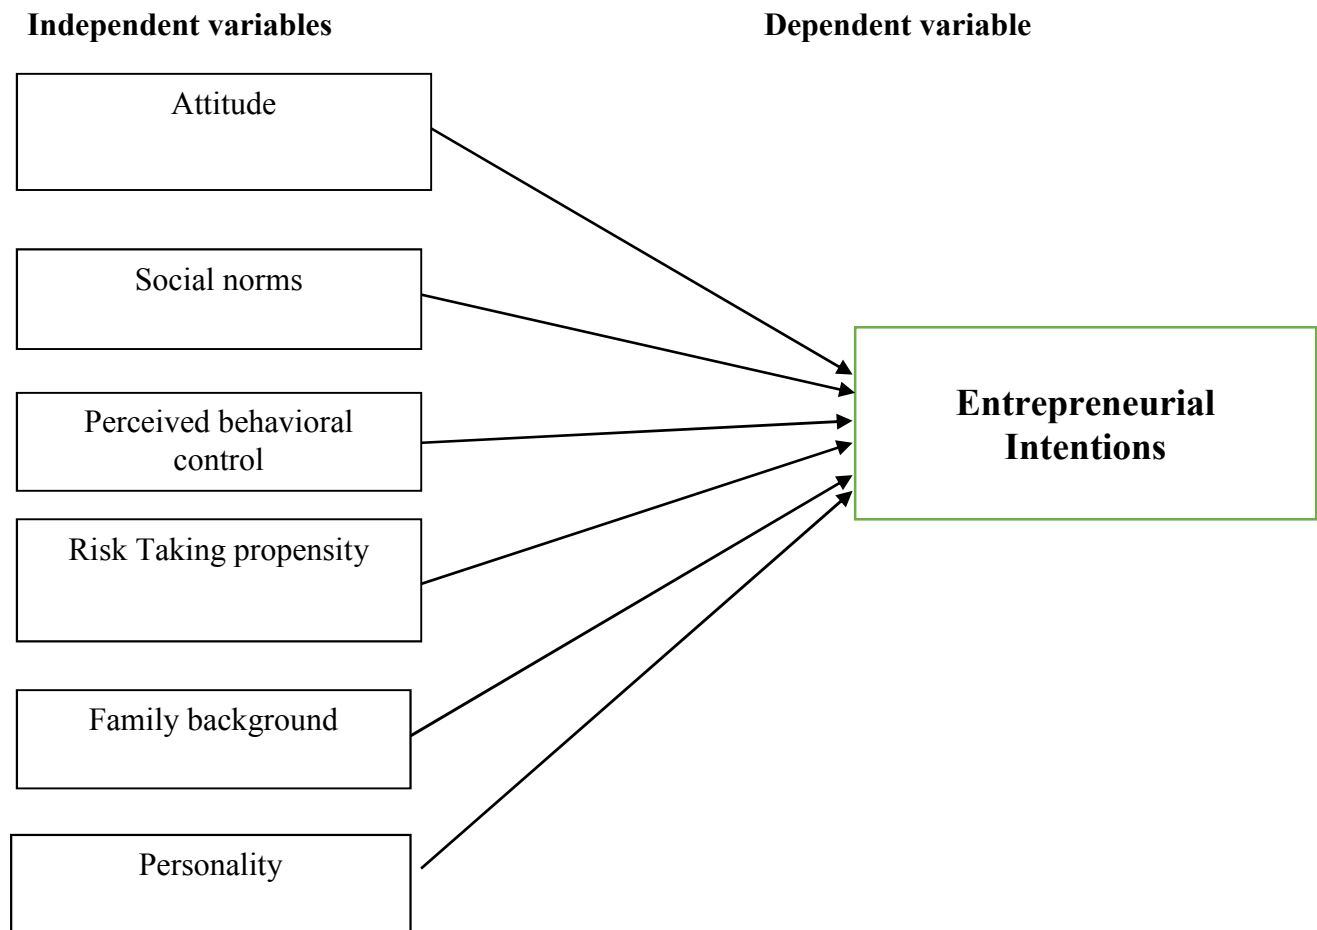 Independent variables
Dependent variable
Attitude
Social norms
Perceived behavioral
control
Risk Taking propensity
Family background
Personality
Entrepreneurial
Intentions